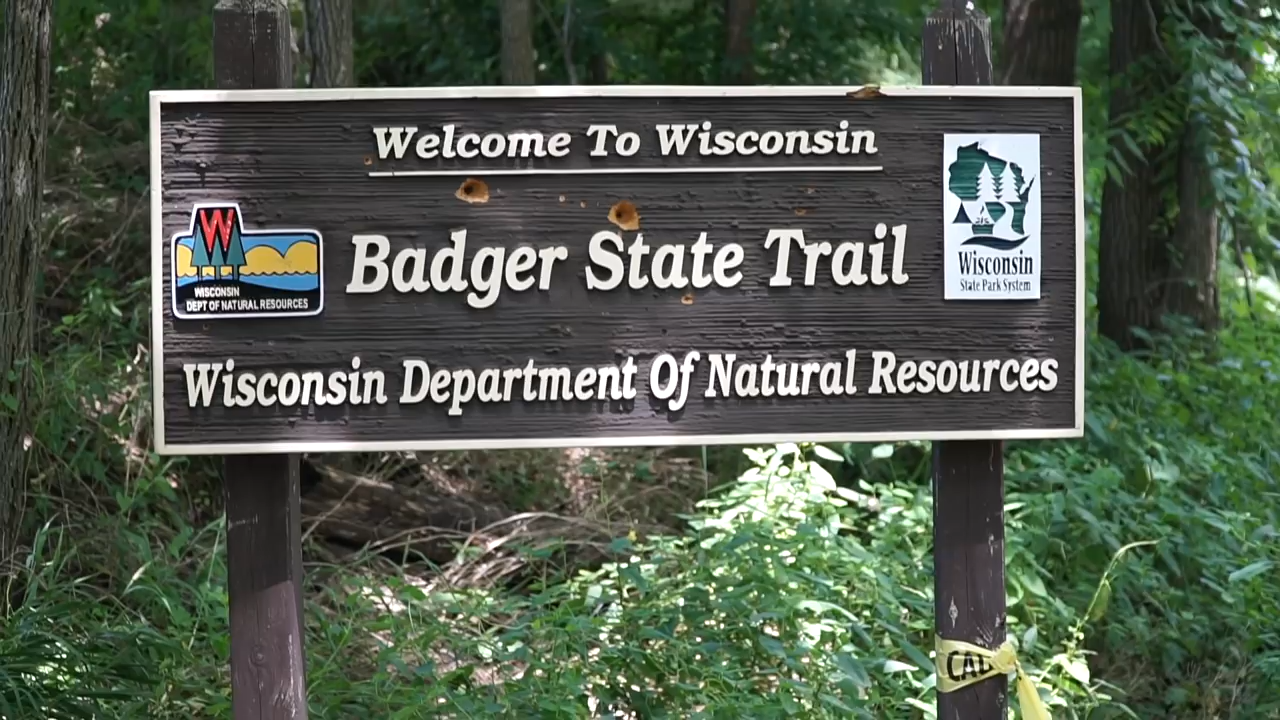 Welcome To Wisconsin
Badger State Trail
Wisconsin Department Of Natural Resources
W
WISCONSIN
DEPT OF NATURAL RESOURCES
Wisconsin
State Park System
CAU